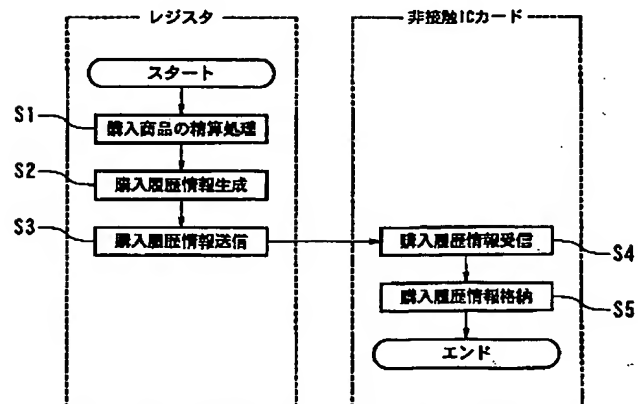 レジスタ
非接触ICカード
スタート
S1
購入商品の精算処理
S2
購入履歴情報生成
S3
購入履歴情報送信
購入履歴情報受信
S4
購入履歴情報格納
S5
エンド